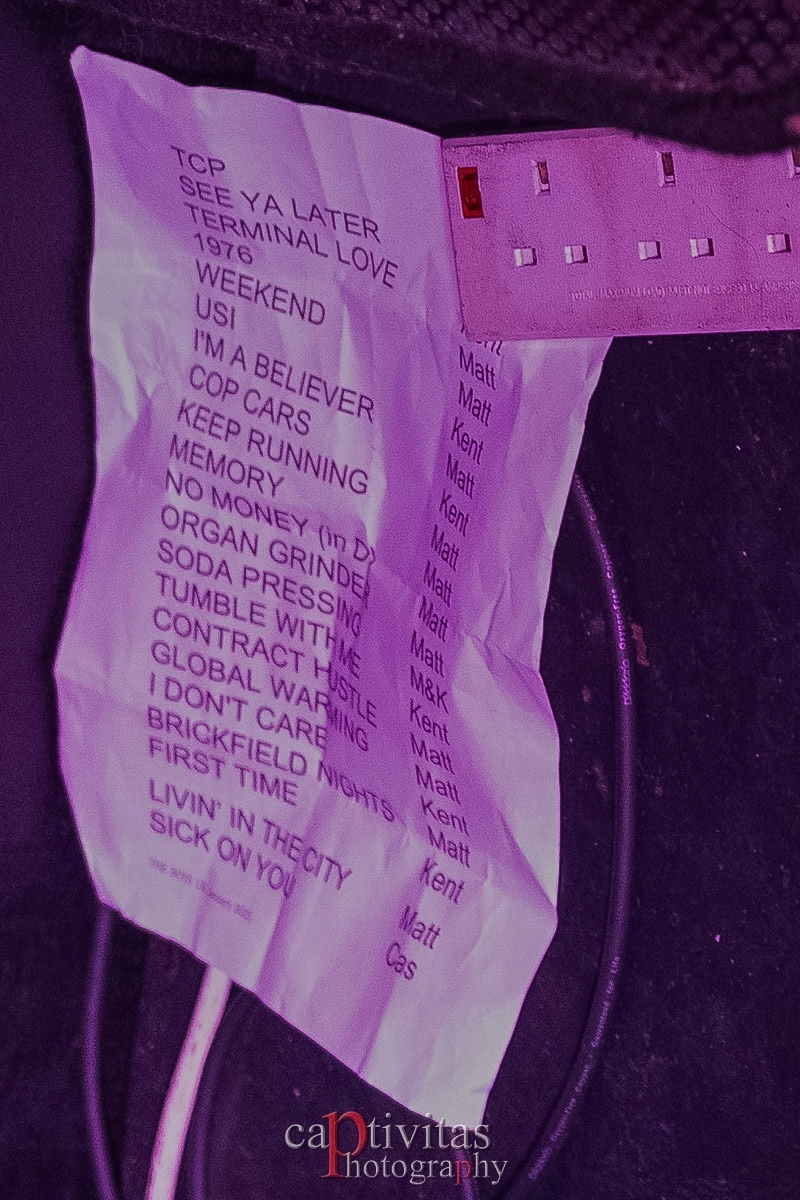 TCP
SEE YA LATER
TERMINAL LOVE
1976 Matt
WEEKEND Matt
USI Kent
I'M A BELIEVER Matt
COP CARS Kent
KEEP RUNNING Matt
MEMORY Matt
NO MONEY (in D) Matt
ORGAN GRINDER Matt
SODA PRESSING M&K
TUMBLE WITH ME Kent
CONTRACT HUSTLE Matt
GLOBAL WARMING Matt
I DON'T CARE Kent
BRICKFIELD NIGHTS Matt
FIRST TIME Kent
LIVIN' IN THECITY Matt
SICK ON YOU Cas
captivitas
Photography